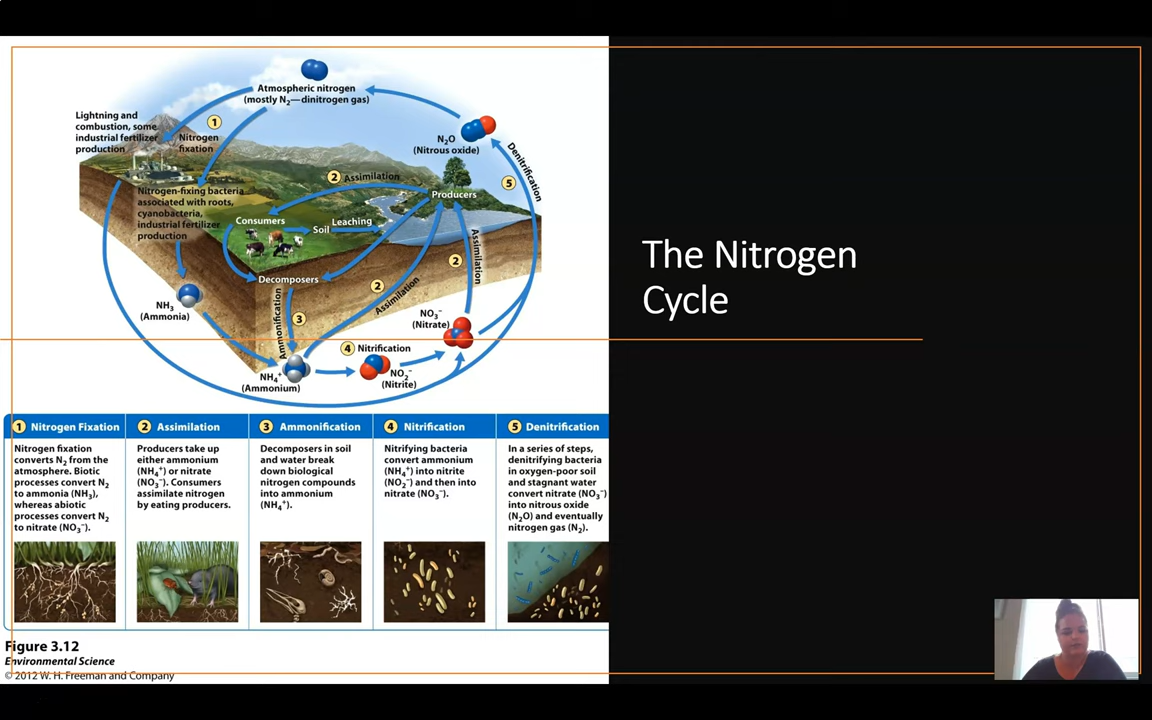 Atmospheric nitrogen
(mostly N₂—dinitrogen gas)
Lightning and
combustion, some
industrial fertilizer
production
1
Nitrogen
fixation
N₂O
(Nitrous oxide)
Denitrification
5
2 Assimilation
Producers
Nitrogen-fixing bacteria
associated with roots,
cyanobacteria,
industrial fertilizer
production
Consumers
Soil
Leaching
Assimilation
2
Decomposers
2
Assimilation
Ammonification
3
NH₃
(Ammonia)
NO₃⁻
(Nitrate)
4 Nitrification
NO₂⁻
(Nitrite)
NH₄⁺
(Ammonium)
The Nitrogen
Cycle
1 Nitrogen Fixation
Nitrogen fixation
converts N₂ from the
atmosphere. Biotic
processes convert N₂
to ammonia (NH₃),
whereas abiotic
processes convert N₂
to nitrate (NO₃⁻).
2 Assimilation
Producers take up
either ammonium
(NH₄⁺) or nitrate
(NO₃⁻). Consumers
assimilate nitrogen
by eating producers.
3 Ammonification
Decomposers in soil
and water break
down biological
nitrogen compounds
into ammonium
(NH₄⁺).
4 Nitrification
Nitrifying bacteria
convert ammonium
(NH₄⁺) into nitrite
(NO₂⁻) and then into
nitrate (NO₃⁻).
5 Denitrification
In a series of steps,
denitrifying bacteria
in oxygen-poor soil
and stagnant water
convert nitrate (NO₃⁻)
into nitrous oxide
(N₂O) and eventually
nitrogen gas (N₂).
Figure 3.12
Environmental Science
© 2012 W. H. Freeman and Company